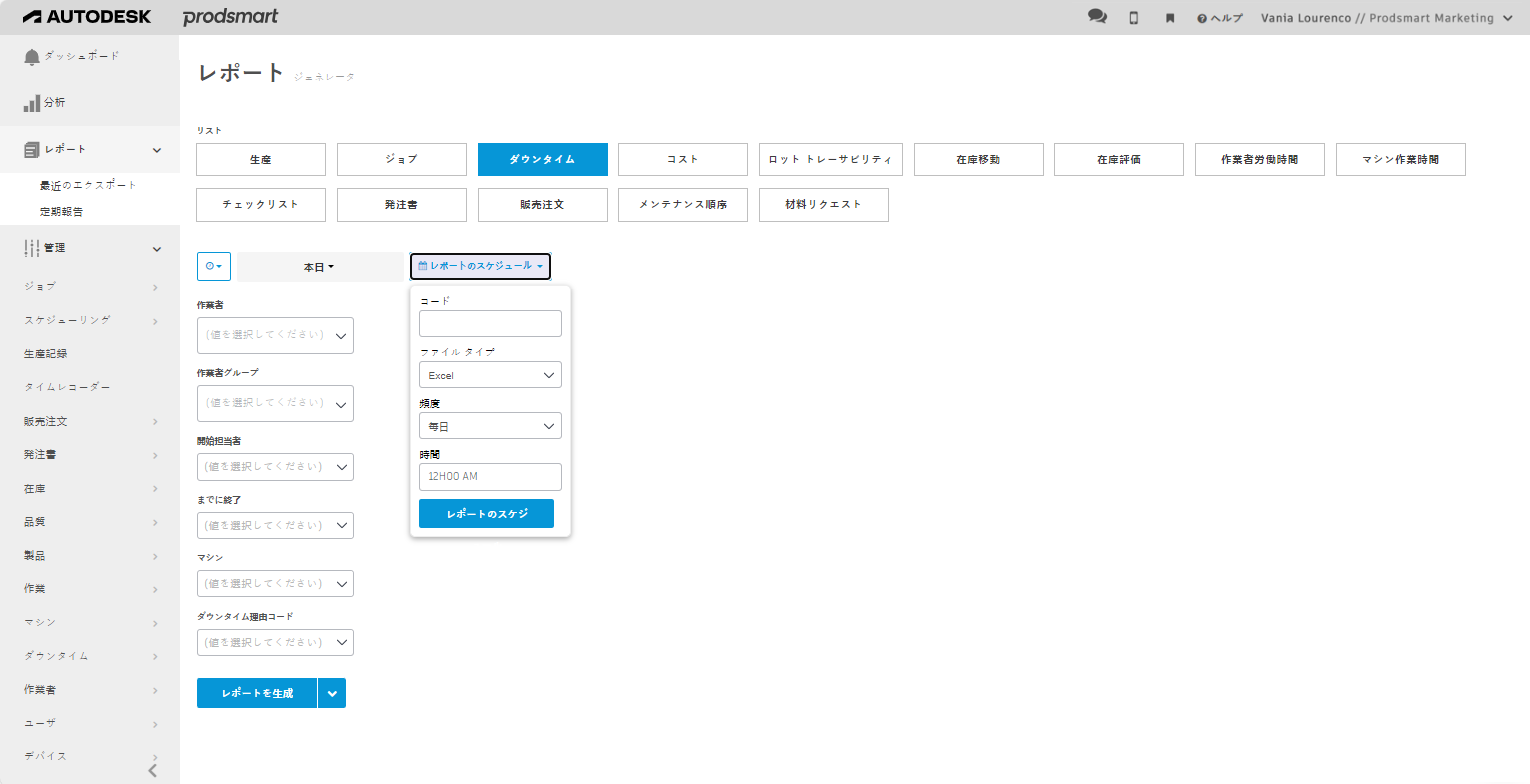 AUTODESK prodsmart ヘルプ Vania Lourenco // Prodsmart Marketing
ダッシュボード
分析
レポート
最近のエクスポート
定期報告
管理
ジョブ
スケジューリング
生産記録
タイムレコーダー
販売注文
発注書
在庫
品質
製品
作業
マシン
ダウンタイム
作業者
ユーザ
デバイス
レポート ジェネレータ
リスト
生産 ジョブ ダウンタイム コスト ロット トレーサビリティ 在庫移動 在庫評価 作業者労働時間 マシン作業時間
チェックリスト 発注書 販売注文 メンテナンス順序 材料リクエスト
本日 レポートのスケジュール
作業者
(値を選択してください)
作業者グループ
(値を選択してください)
開始担当者
(値を選択してください)
までに終了
(値を選択してください)
マシン
(値を選択してください)
ダウンタイム理由コード
(値を選択してください)
レポートを生成
コード
ファイル タイプ
Excel
頻度
毎日
時間
12H00 AM
レポートのスケジ